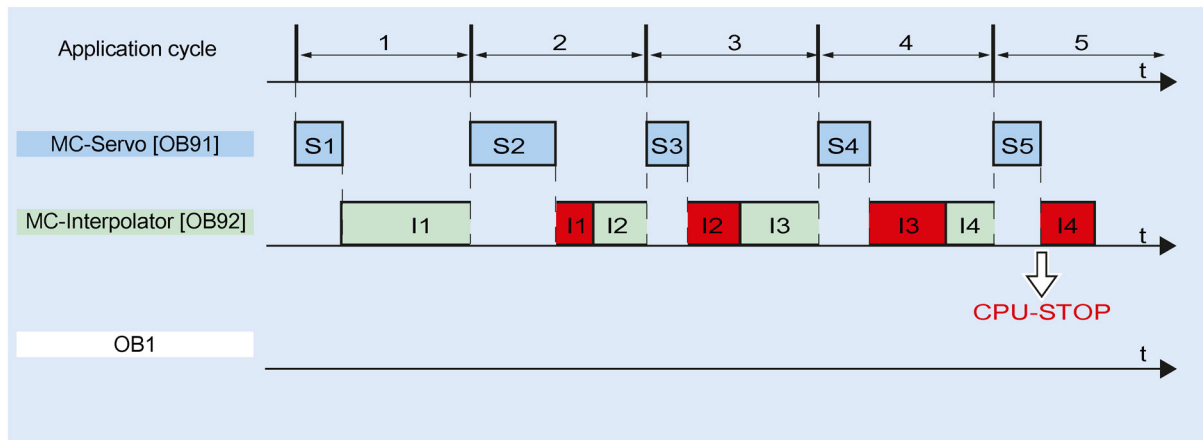 Application cycle
1 2 3 4 5
t
MC-Servo [OB91]
S1 S2 S3 S4 S5
MC-Interpolator [OB92]
I1 I1 I2 I2 I3 I3 I4 I4
t
CPU-STOP
OB1
t